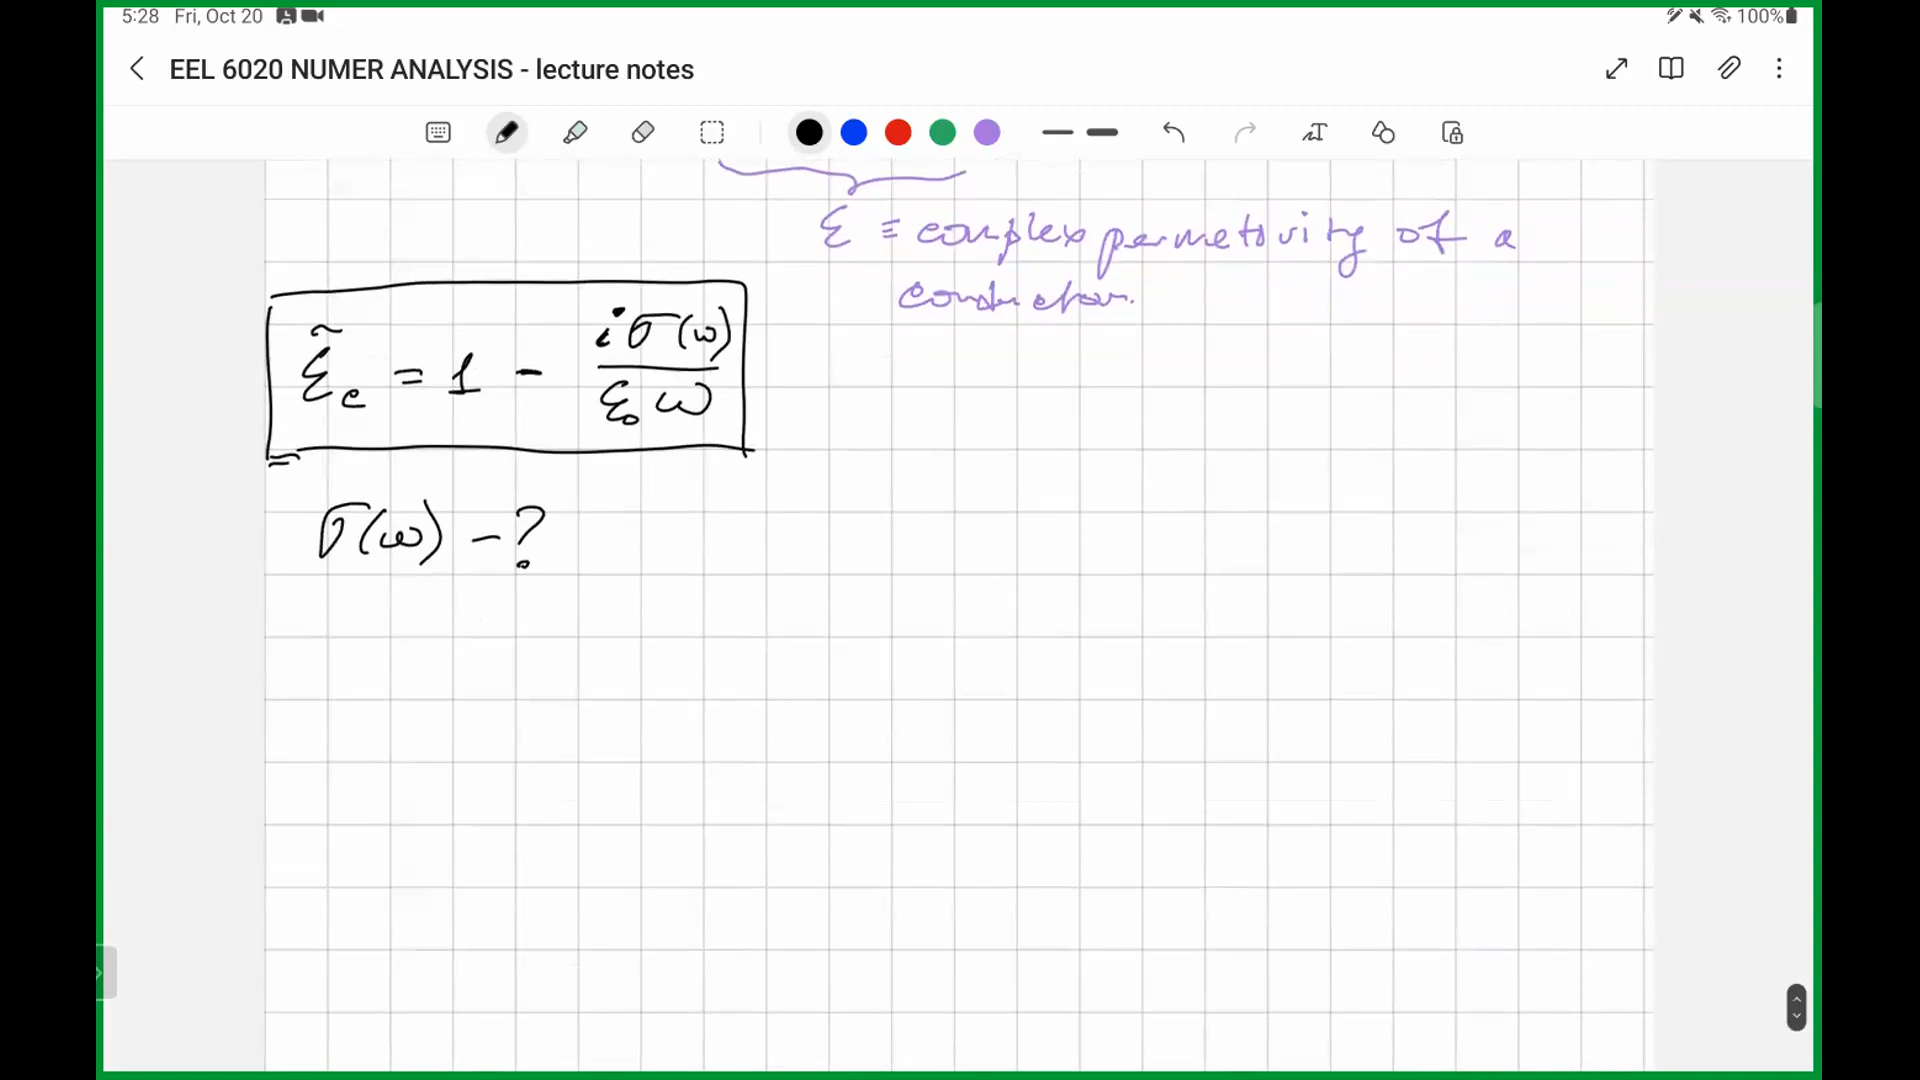 5:28 Fri, Oct 20
100%
EEL 6020 NUMER ANALYSIS - lecture notes
ε ≡ complex permetivity of a
conductor.
ε̃_c = 1 - iσ(ω) / ε₀ω
σ(ω) - ?